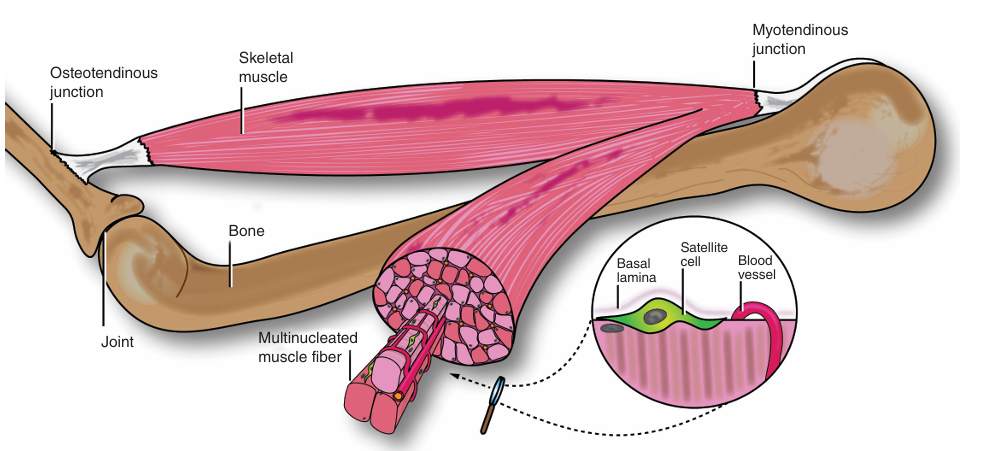 Myotendinous
junction
Skeletal
muscle
Osteotendinous
junction
Bone
Satellite
cell
Basal
lamina
Blood
vessel
Joint
Multinucleated
muscle fiber